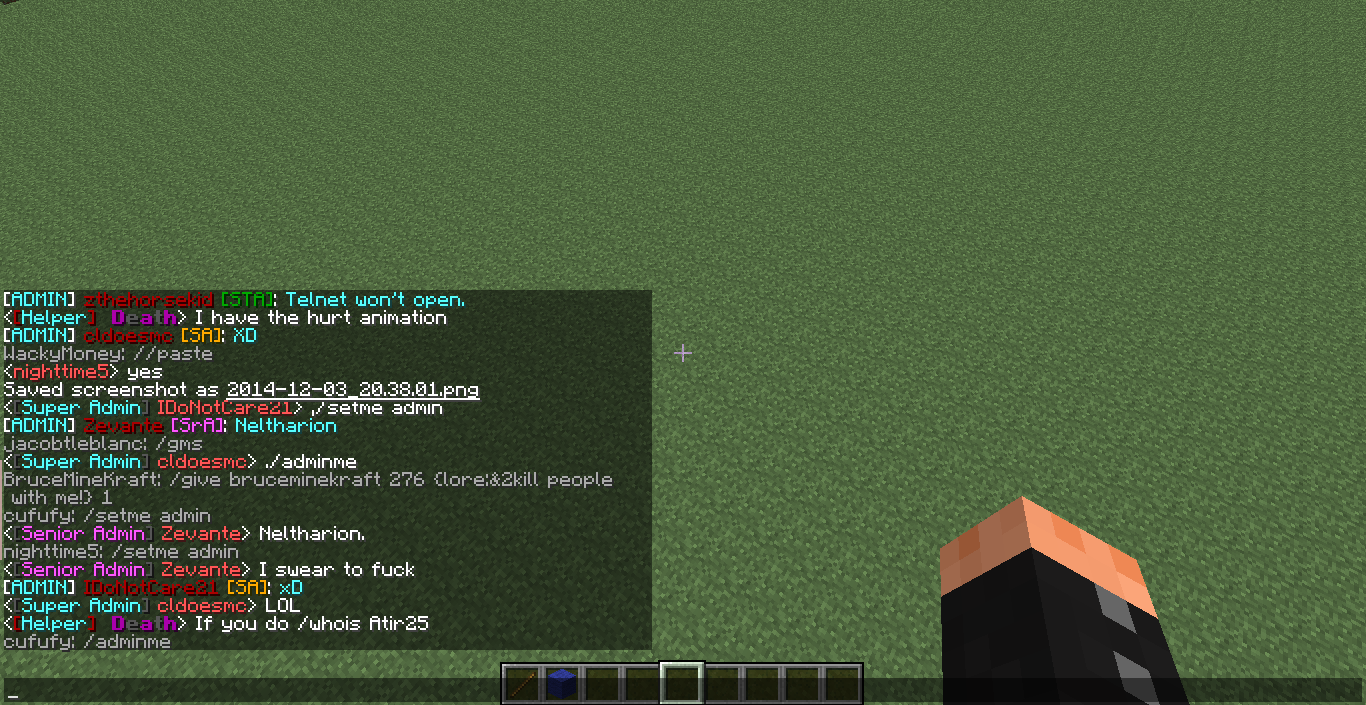 [ADMIN] zthehorsekid [STA]: Telnet won't open.
<[Helper] Death> I have the hurt animation
[ADMIN] cldoesmc [SA]: XD
WackyMoney: //paste
<nighttime5> yes
Saved screenshot as 2014-12-03_20.38.01.png
<[Super Admin] IDoNotCare21> ./setme admin
[ADMIN] Zevante [SrA]: Neltharion
jacobtleblanc: /gms
<[Super Admin] cldoesmc> ./adminme
BruceMineKraft: /give bruceminekraft 276 {lore:&2kill people
with me!} 1
cufufy: /setme admin
<[Senior Admin] Zevante> Neltharion.
nighttime5: /setme admin
<[Senior Admin] Zevante> I swear to fuck
[ADMIN] IDoNotCare21 [SA]: xD
<[Super Admin] cldoesmc> LOL
<[Helper] Death> If you do /whois Atir25
cufufy: /adminme
_